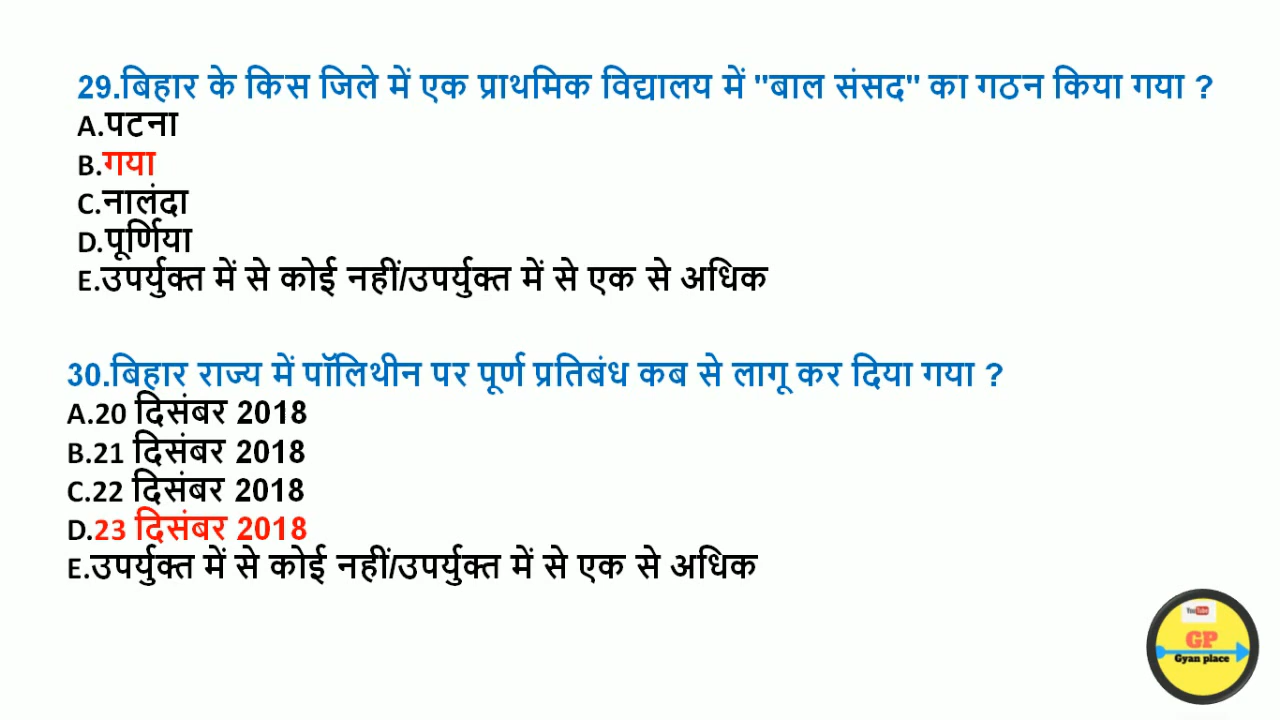 29.बिहार के किस जिले में एक प्राथमिक विद्यालय में "बाल संसद" का गठन किया गया ?
A.पटना
B.गया
C.नालंदा
D.पूर्णिया
E.उपर्युक्त में से कोई नहीं/उपर्युक्त में से एक से अधिक
30.बिहार राज्य में पॉलिथीन पर पूर्ण प्रतिबंध कब से लागू कर दिया गया ?
A.20 दिसंबर 2018
B.21 दिसंबर 2018
C.22 दिसंबर 2018
D.23 दिसंबर 2018
E.उपर्युक्त में से कोई नहीं/उपर्युक्त में से एक से अधिक
YouTube
GP
Gyan place